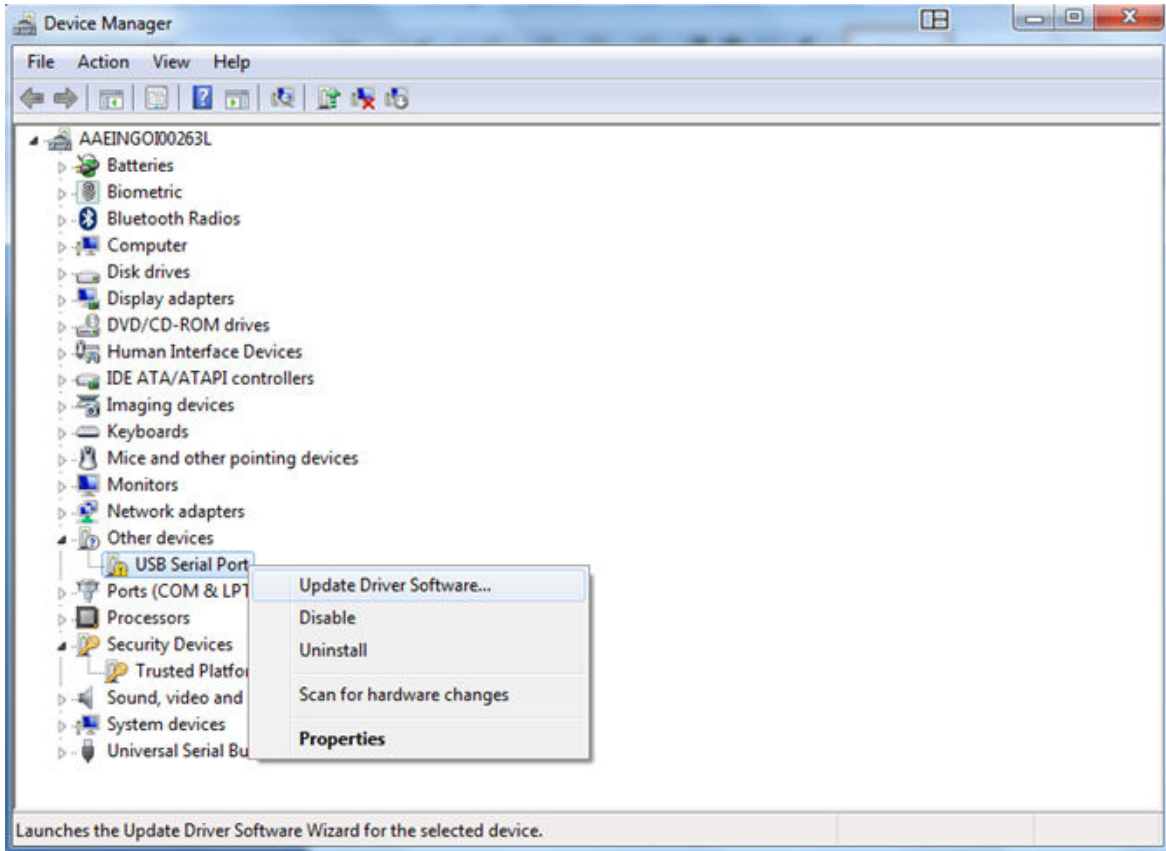 Device Manager
File Action View Help
AAEINGOI00263L
Batteries
Biometric
Bluetooth Radios
Computer
Disk drives
Display adapters
DVD/CD-ROM drives
Human Interface Devices
IDE ATA/ATAPI controllers
Imaging devices
Keyboards
Mice and other pointing devices
Monitors
Network adapters
Other devices
USB Serial Port
Update Driver Software...
Ports (COM & LPT
Disable
Processors
Uninstall
Security Devices
Trusted Platfor
Scan for hardware changes
Sound, video and
System devices
Properties
Universal Serial Bu
Launches the Update Driver Software Wizard for the selected device.